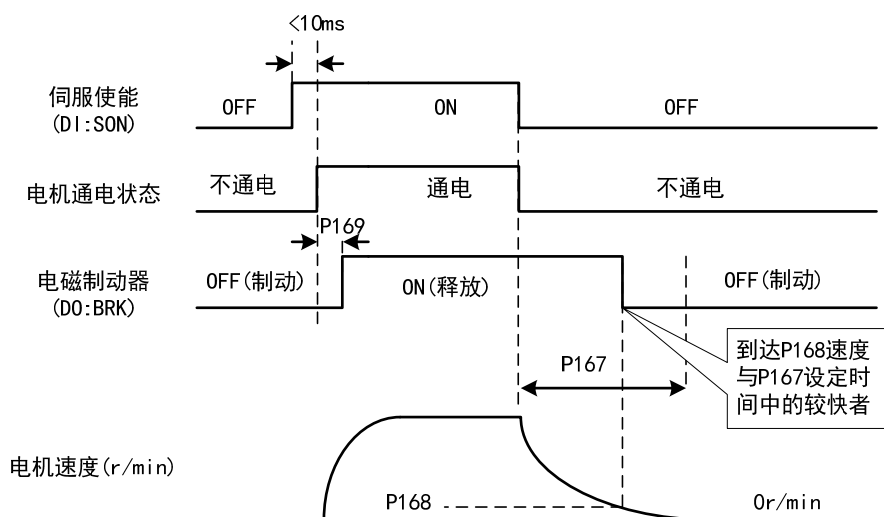 <10ms
伺服使能
(DI:SON)
OFF
ON
OFF
电机通电状态
不通电
通电
不通电
P169
电磁制动器
(DO:BRK)
OFF(制动)
ON(释放)
OFF(制动)
P167
到达P168速度
与P167设定时
间中的较快者
电机速度(r/min)
P168
0r/min